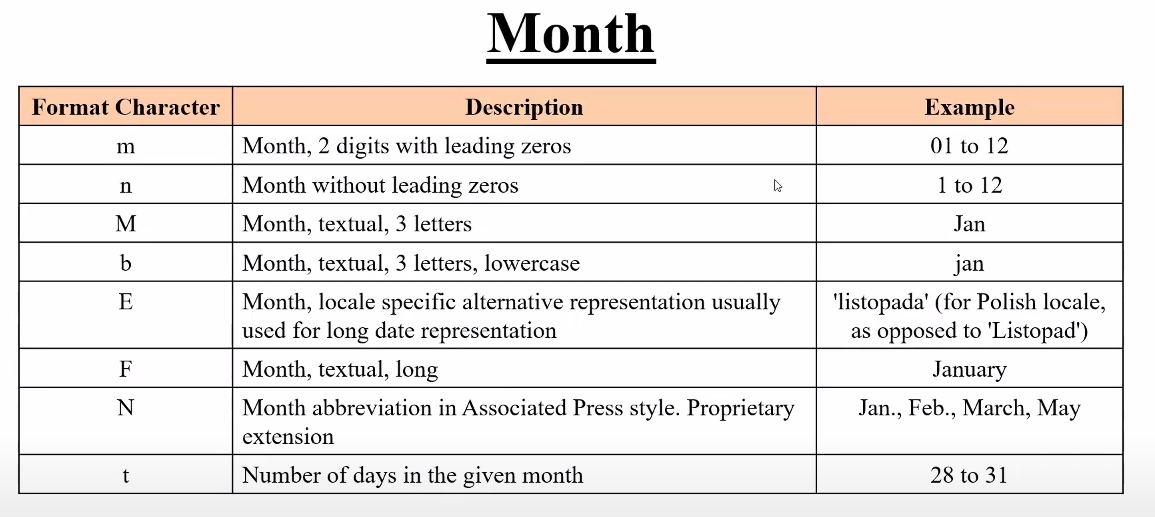 Month
Format Character Description Example
m Month, 2 digits with leading zeros 01 to 12
n Month without leading zeros 1 to 12
M Month, textual, 3 letters Jan
b Month, textual, 3 letters, lowercase jan
E Month, locale specific alternative representation usually 'listopada' (for Polish locale,
used for long date representation as opposed to 'Listopad')
F Month, textual, long January
N Month abbreviation in Associated Press style. Proprietary Jan., Feb., March, May
extension
t Number of days in the given month 28 to 31